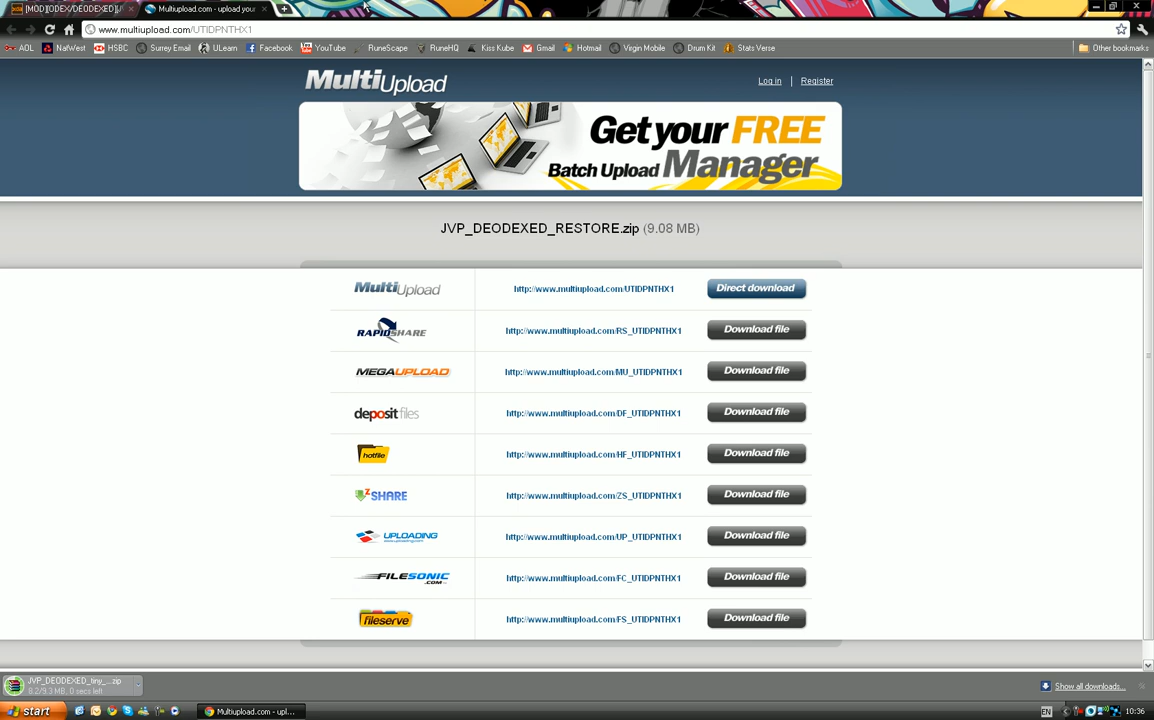 [MOD][ODEX/DEODEXED][J
Multiupload.com - upload your
www.multiupload.com/UTIDPNTHX1
AOL NatWest HSBC Surrey Email ULearn Facebook YouTube RuneScape RuneHQ Kiss Kube Gmail Hotmail Virgin Mobile Drum Kit Stats Verse Other bookmarks
MultiUpload
Log in | Register
Get your FREE
Batch Upload Manager
JVP_DEODEXED_RESTORE.zip (9.08 MB)
MultiUpload http://www.multiupload.com/UTIDPNTHX1 Direct download
RAPIDSHARE http://www.multiupload.com/RS_UTIDPNTHX1 Download file
MEGAUPLOAD http://www.multiupload.com/MU_UTIDPNTHX1 Download file
depositfiles http://www.multiupload.com/DF_UTIDPNTHX1 Download file
hotfile http://www.multiupload.com/HF_UTIDPNTHX1 Download file
zSHARE http://www.multiupload.com/ZS_UTIDPNTHX1 Download file
UPLOADING http://www.multiupload.com/UP_UTIDPNTHX1 Download file
FILESONIC .COM http://www.multiupload.com/FC_UTIDPNTHX1 Download file
fileserve http://www.multiupload.com/FS_UTIDPNTHX1 Download file
JVP_DEODEXED_tiny_...zip
8.2/9.3 MB, 0 secs left
Show all downloads...
start
Multiupload.com - upl...
EN
10:36